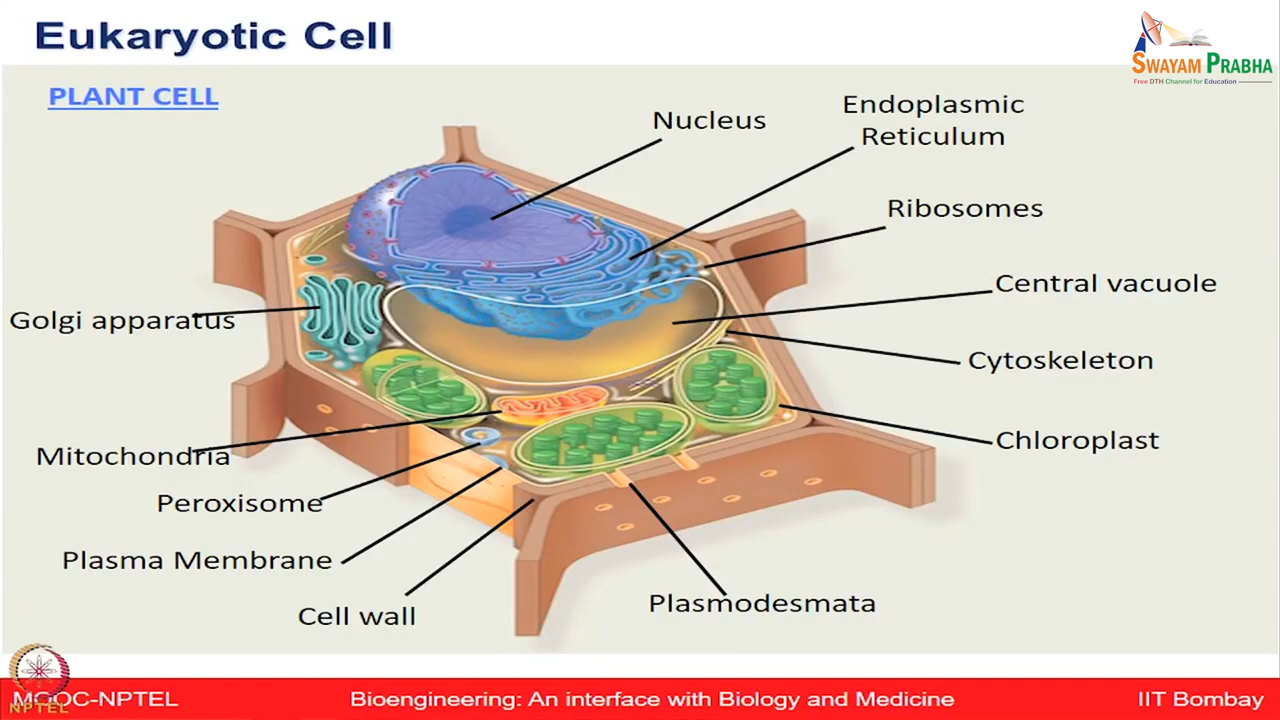 Eukaryotic Cell
SWAYAM PRABHA
Free DTH Channel for Education
PLANT CELL
Nucleus
Endoplasmic
Reticulum
Ribosomes
Central vacuole
Golgi apparatus
Cytoskeleton
Chloroplast
Mitochondria
Peroxisome
Plasma Membrane
Cell wall
Plasmodesmata
MOOC-NPTEL
NPTEL
Bioengineering: An interface with Biology and Medicine
IIT Bombay